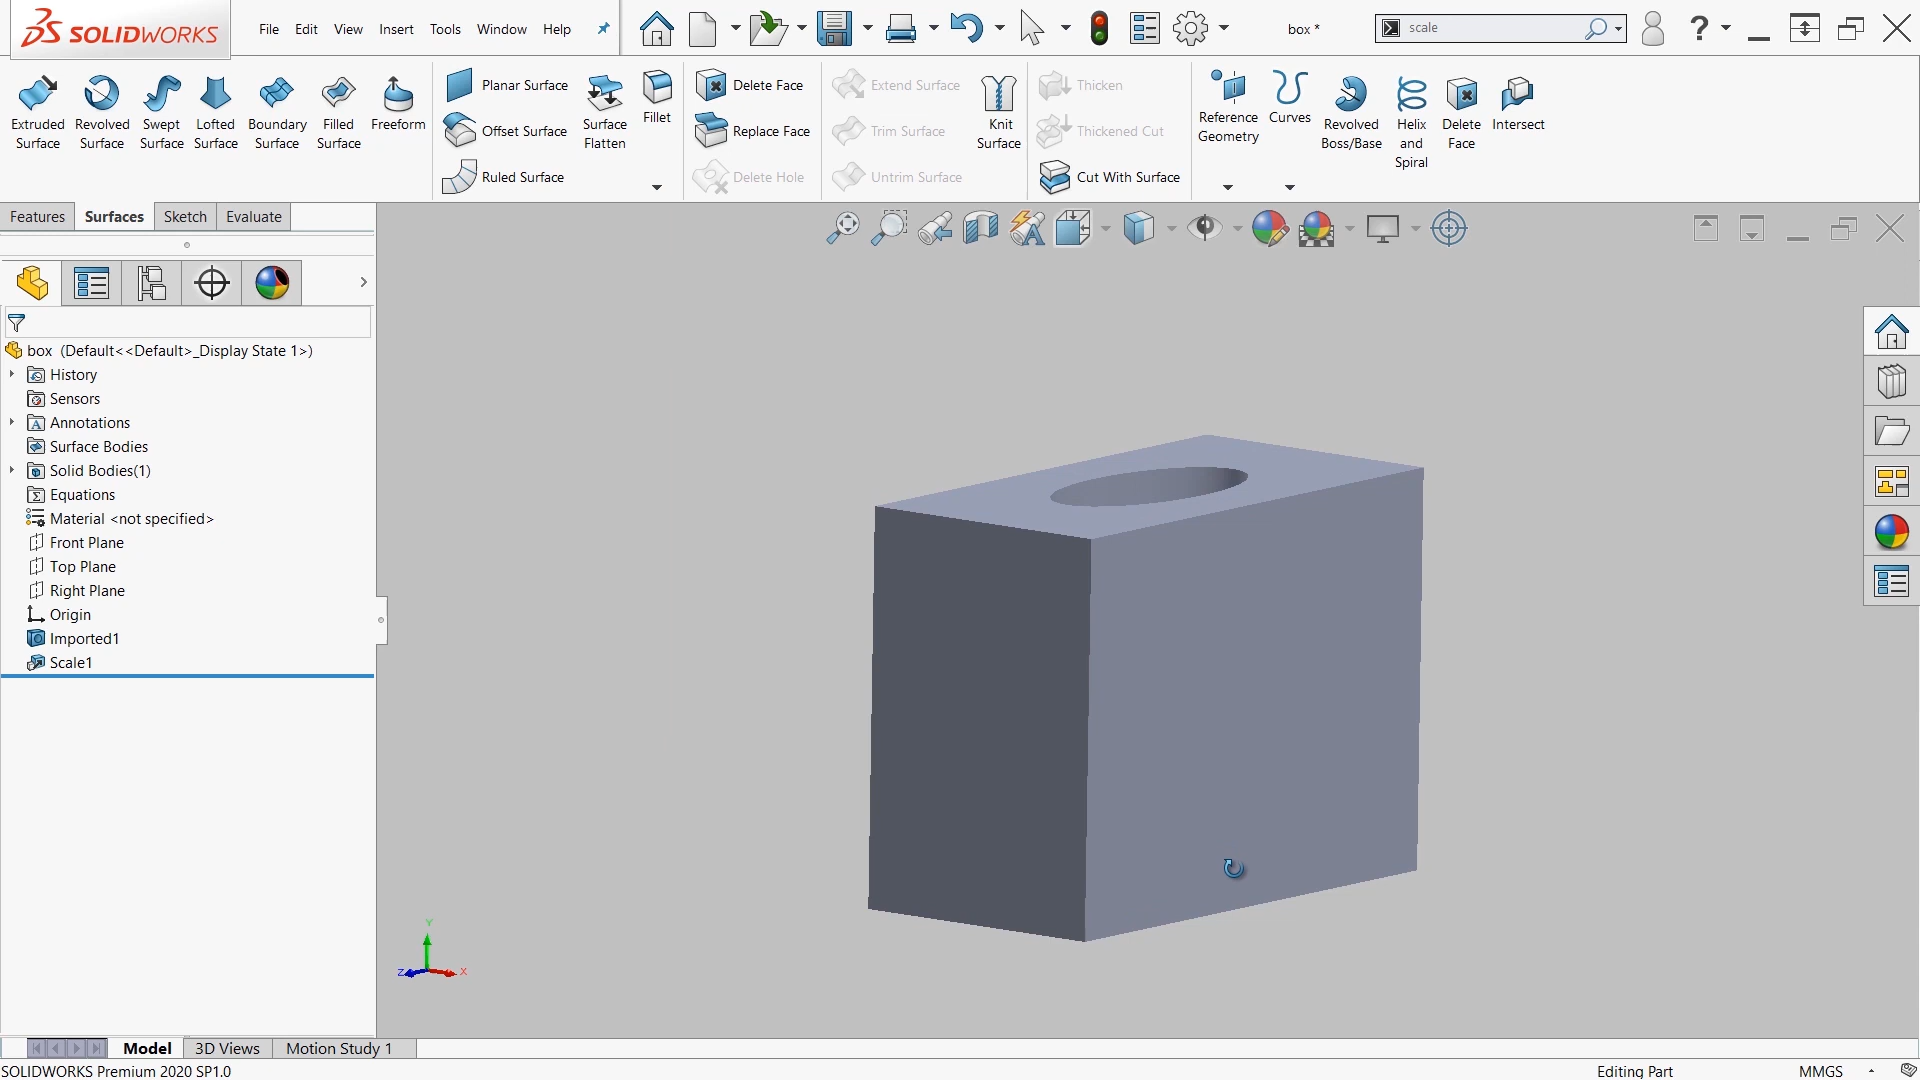 SOLIDWORKS
File Edit View Insert Tools Window Help
box *
scale
Extruded Surface
Revolved Surface
Swept Surface
Lofted Surface
Boundary Surface
Filled Surface
Freeform
Planar Surface
Offset Surface
Ruled Surface
Surface Flatten
Fillet
Delete Face
Replace Face
Delete Hole
Extend Surface
Trim Surface
Untrim Surface
Knit Surface
Thicken
Thickened Cut
Cut With Surface
Reference Geometry
Curves
Revolved Boss/Base
Helix and Spiral
Delete Face
Intersect
Features Surfaces Sketch Evaluate
box (Default<<Default>_Display State 1>)
History
Sensors
Annotations
Surface Bodies
Solid Bodies(1)
Equations
Material <not specified>
Front Plane
Top Plane
Right Plane
Origin
Imported1
Scale1
Y
Z
X
Model 3D Views Motion Study 1
SOLIDWORKS Premium 2020 SP1.0
Editing Part
MMGS